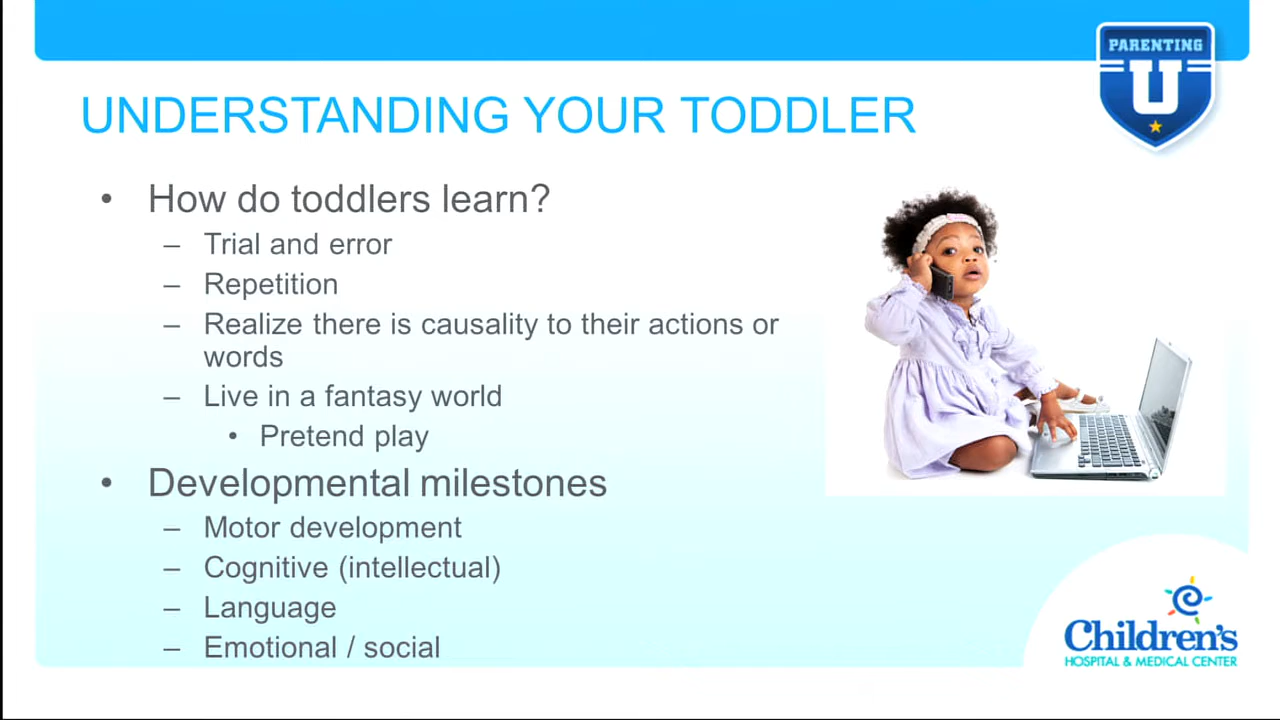 PARENTING
U
UNDERSTANDING YOUR TODDLER
• How do toddlers learn?
– Trial and error
– Repetition
– Realize there is causality to their actions or
words
– Live in a fantasy world
• Pretend play
• Developmental milestones
– Motor development
– Cognitive (intellectual)
– Language
– Emotional / social
Children's
HOSPITAL & MEDICAL CENTER